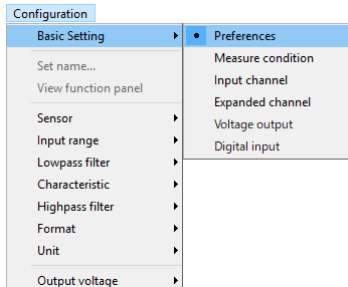 Configuration
Basic Setting
Preferences
Measure condition
Set name...
Input channel
View function panel
Expanded channel
Sensor
Voltage output
Input range
Digital input
Lowpass filter
Characteristic
Highpass filter
Format
Unit
Output voltage